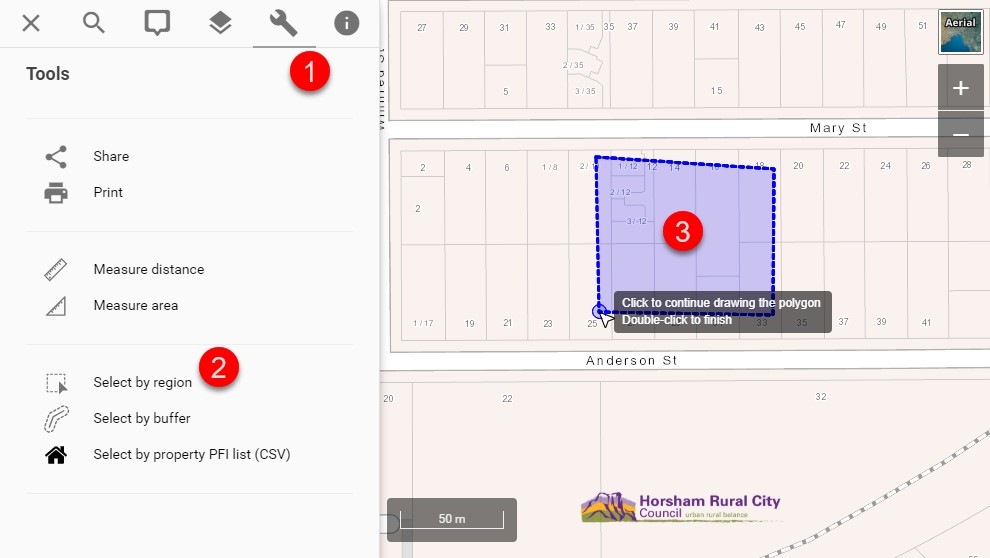 Tools
1
Share
Print
Measure distance
Measure area
2
Select by region
Select by buffer
Select by property PFI list (CSV)
27 29 31 33 1 / 35 35 37 39 41 43 45 47 49 51
Aerial
2 / 35
5 3 / 35 15
+
Mary St
−
2 4 6 1 / 8 1 / 12 12 14 20 22 24 26 28
2 / 12
2
3 / 12
3
Click to continue drawing the polygon
Double-click to finish
1 / 17 19 21 23 25 33 35 37 39 41
Anderson St
20 22 32
Horsham Rural City
Council urban rural balance
50 m